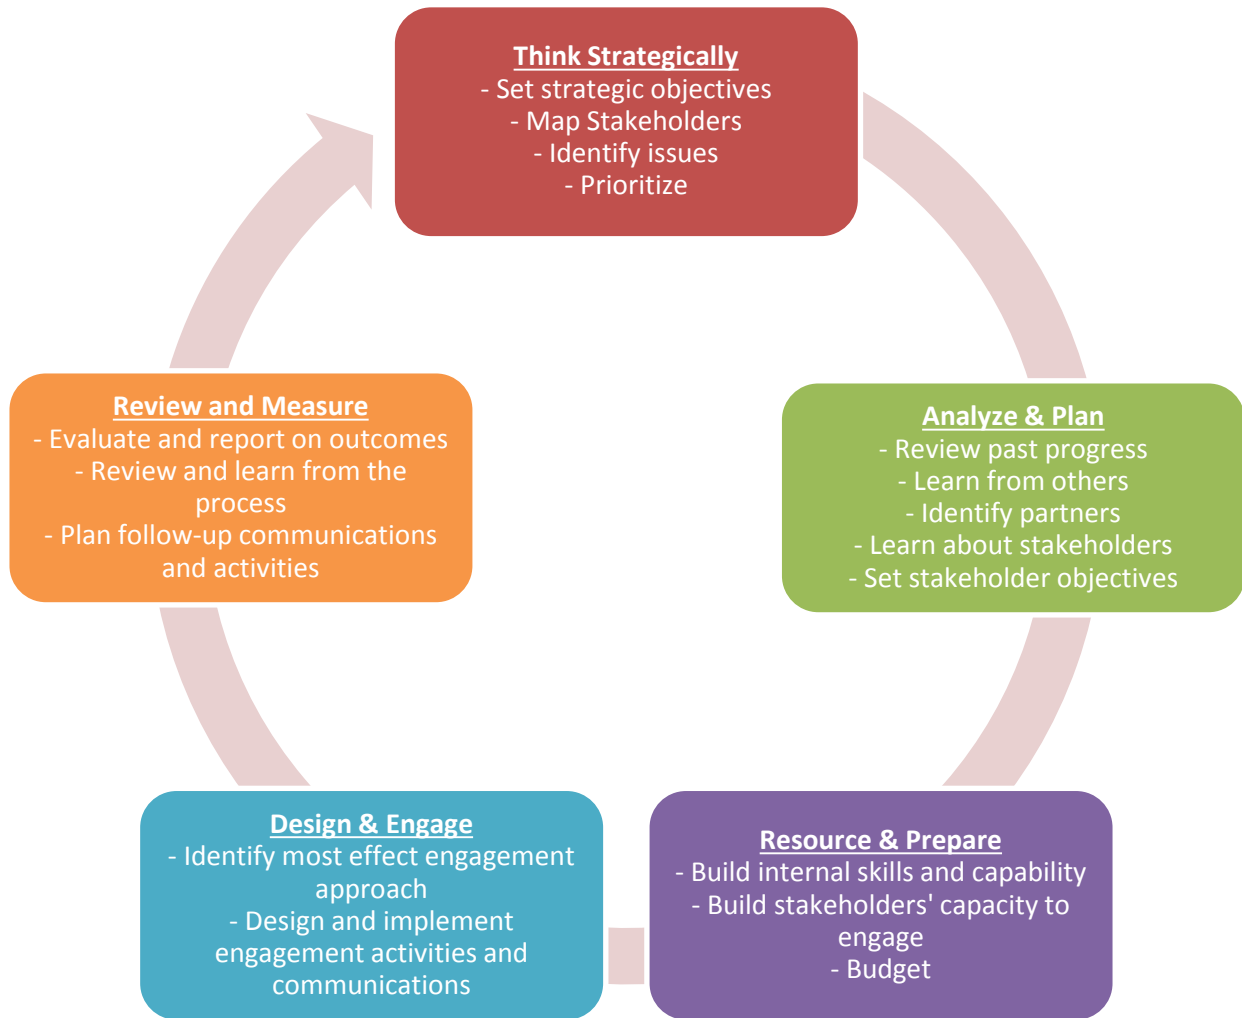 Think Strategically
- Set strategic objectives
- Map Stakeholders
- Identify issues
- Prioritize
Analyze & Plan
- Review past progress
- Learn from others
- Identify partners
- Learn about stakeholders
- Set stakeholder objectives
Resource & Prepare
- Build internal skills and capability
- Build stakeholders' capacity to
engage
- Budget
Design & Engage
- Identify most effect engagement
approach
- Design and implement
engagement activities and
communications
Review and Measure
- Evaluate and report on outcomes
- Review and learn from the
process
- Plan follow-up communications
and activities